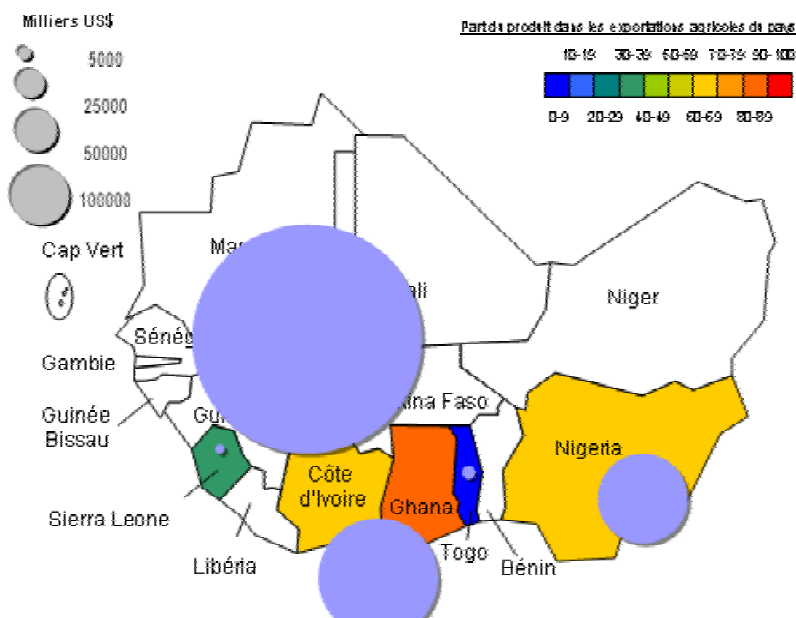 Milliers US$
5000
25000
50000
100000
Part du produit dans les exportations agricoles du pays
10-19 30-39 50-59 70-79 90-100
0-9 20-29 40-49 60-69 80-89
Cap Vert
Ma
ali
Niger
Sénég
Gambie
Guinée
Bissau
Gui
ina Faso
Nigeria
Côte
d'Ivoire
Ghana
Sierra Leone
Libéria
Togo
Bénin